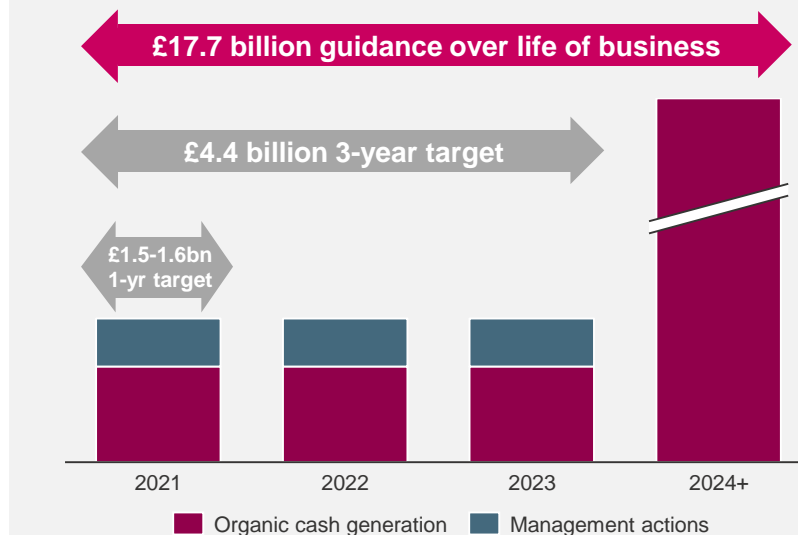 £17.7 billion guidance over life of business
£4.4 billion 3-year target
£1.5-1.6bn
1-yr target
2021 2022 2023 2024+
Organic cash generation Management actions